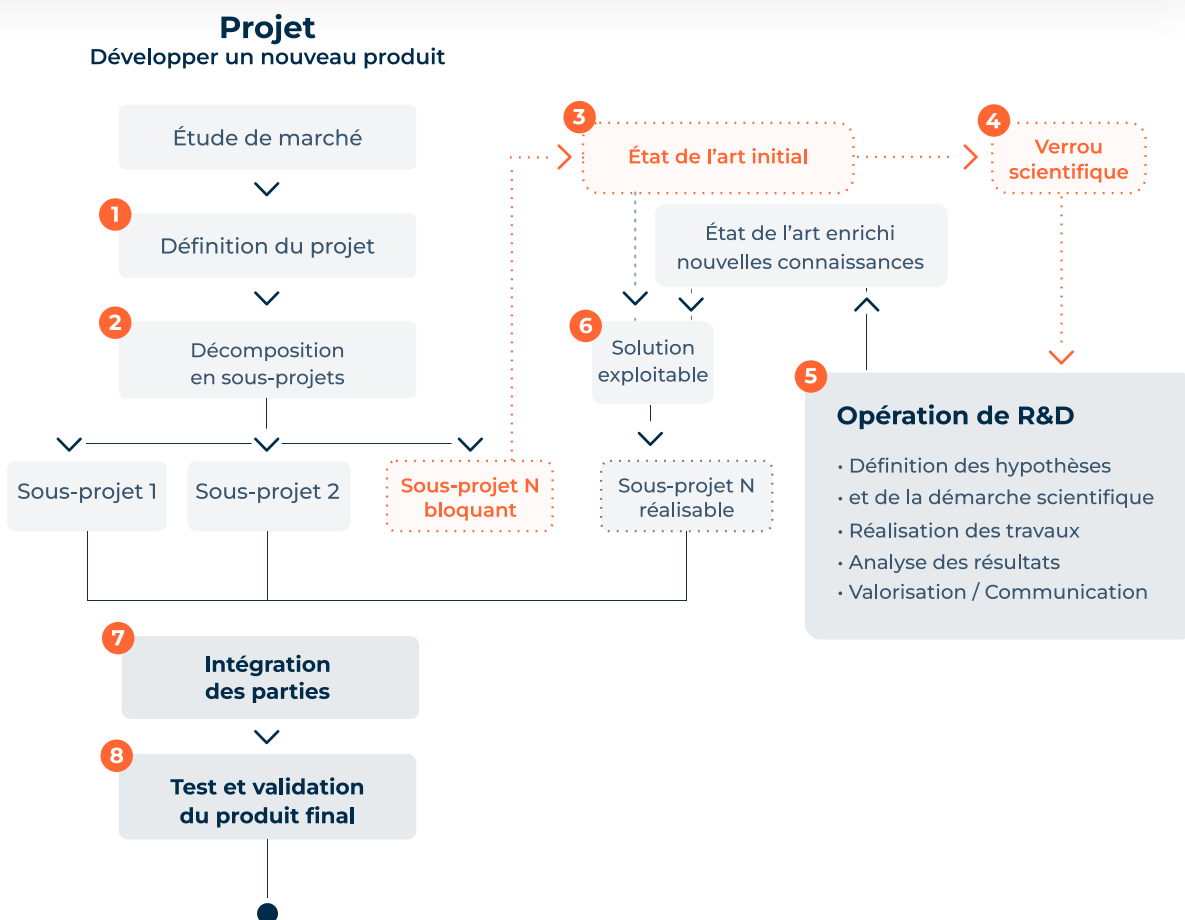 Projet
Développer un nouveau produit
Étude de marché
1
Définition du projet
2
Décomposition
en sous-projets
Sous-projet 1
Sous-projet 2
Sous-projet N
bloquant
3
État de l’art initial
4
Verrou
scientifique
État de l’art enrichi
nouvelles connaissances
6
Solution
exploitable
Sous-projet N
réalisable
5
Opération de R&D
· Définition des hypothèses
· et de la démarche scientifique
· Réalisation des travaux
· Analyse des résultats
· Valorisation / Communication
7
Intégration
des parties
8
Test et validation
du produit final